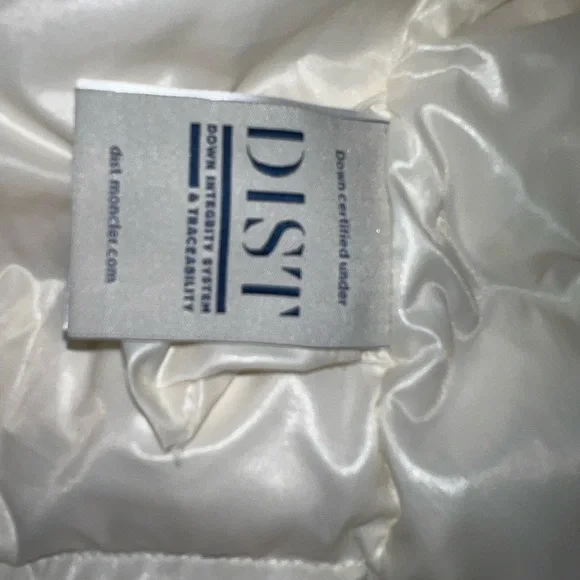 Down certified under
DIST
DOWN INTEGRITY SYSTEM
& TRACEABILITY
dist.moncler.com